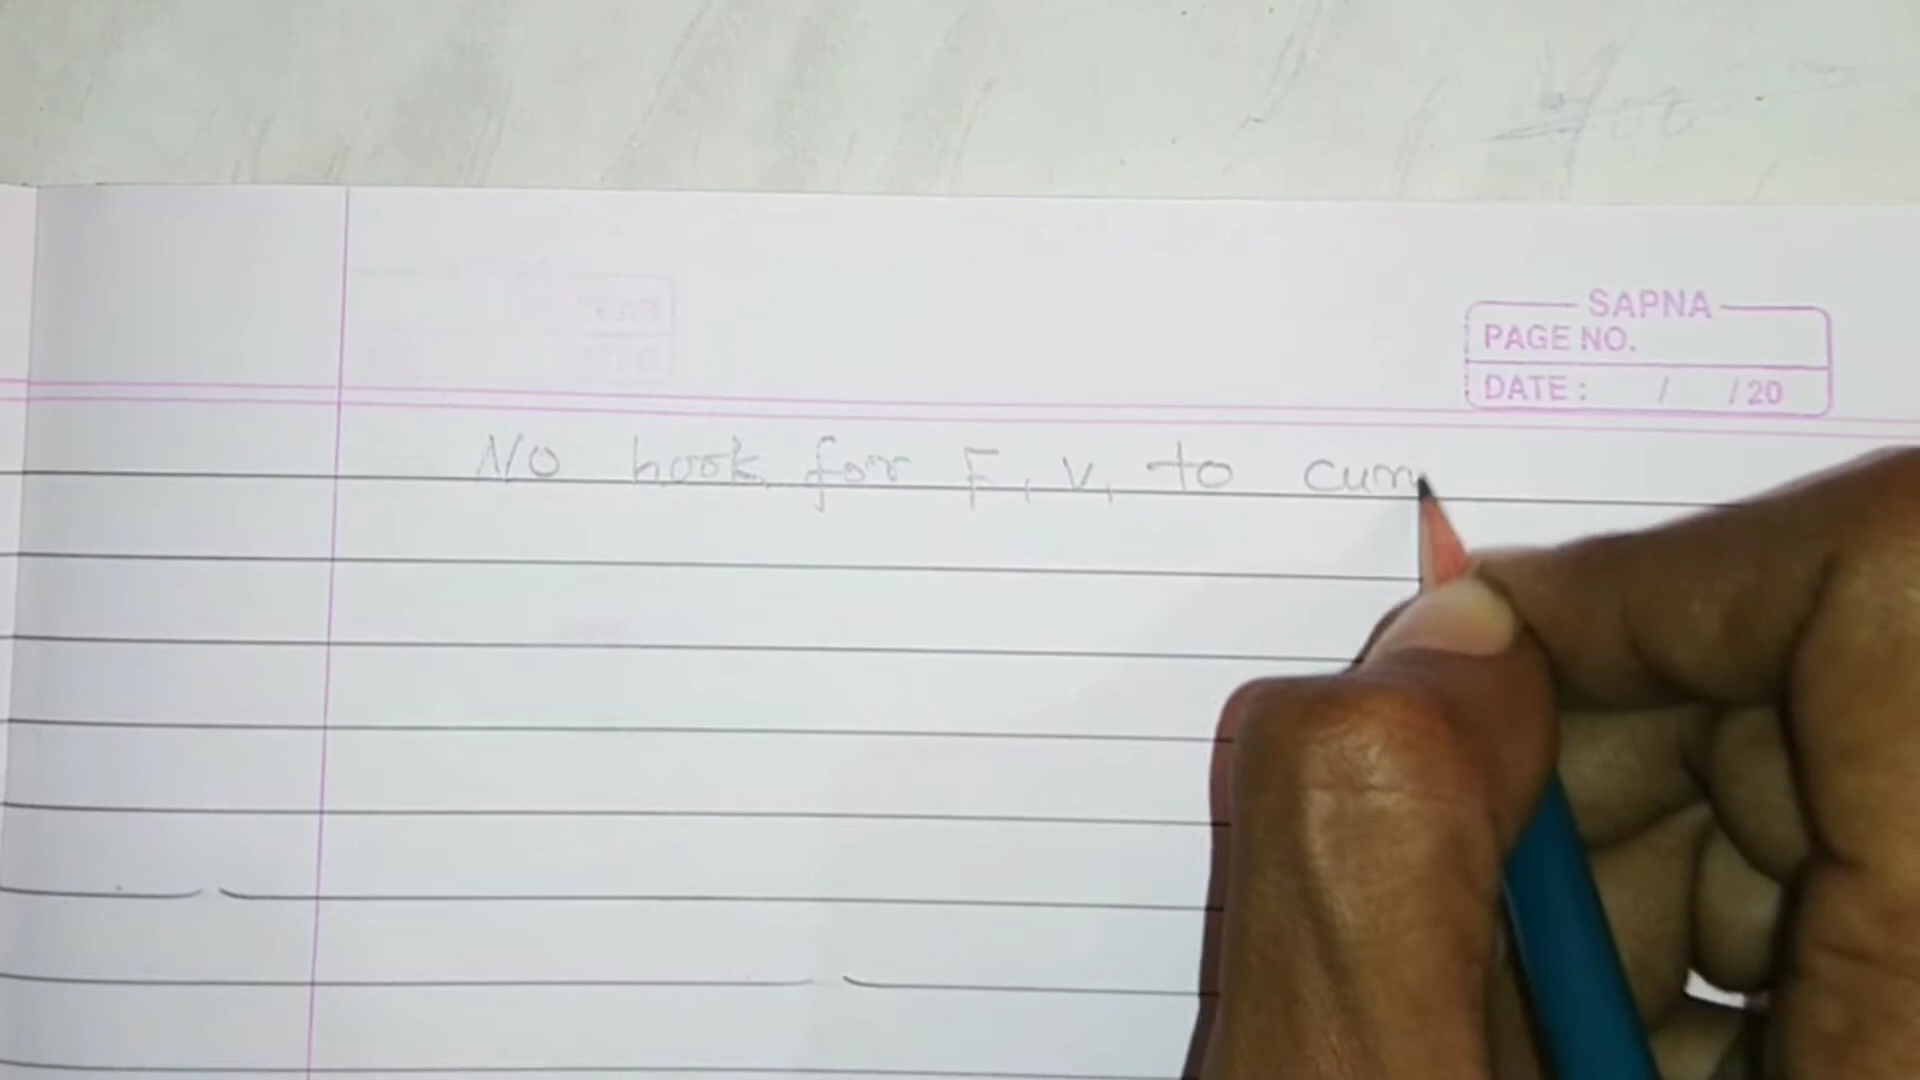 SAPNA
PAGE NO.
DATE : / / 20
No hook for F, V, to cum